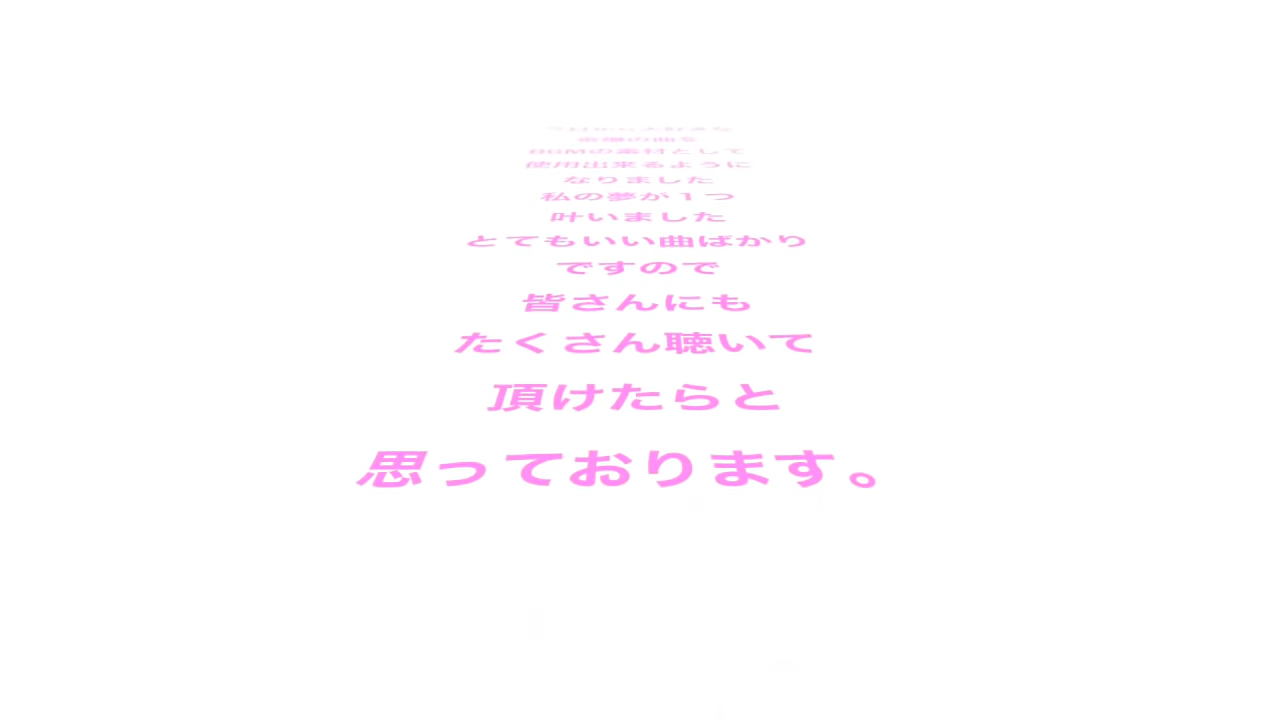 BGMの素材として
使用出来るように
なりました
私の夢が１つ
叶いました
とてもいい曲ばかり
ですので
皆さんにも
たくさん聴いて
頂けたらと
思っております。